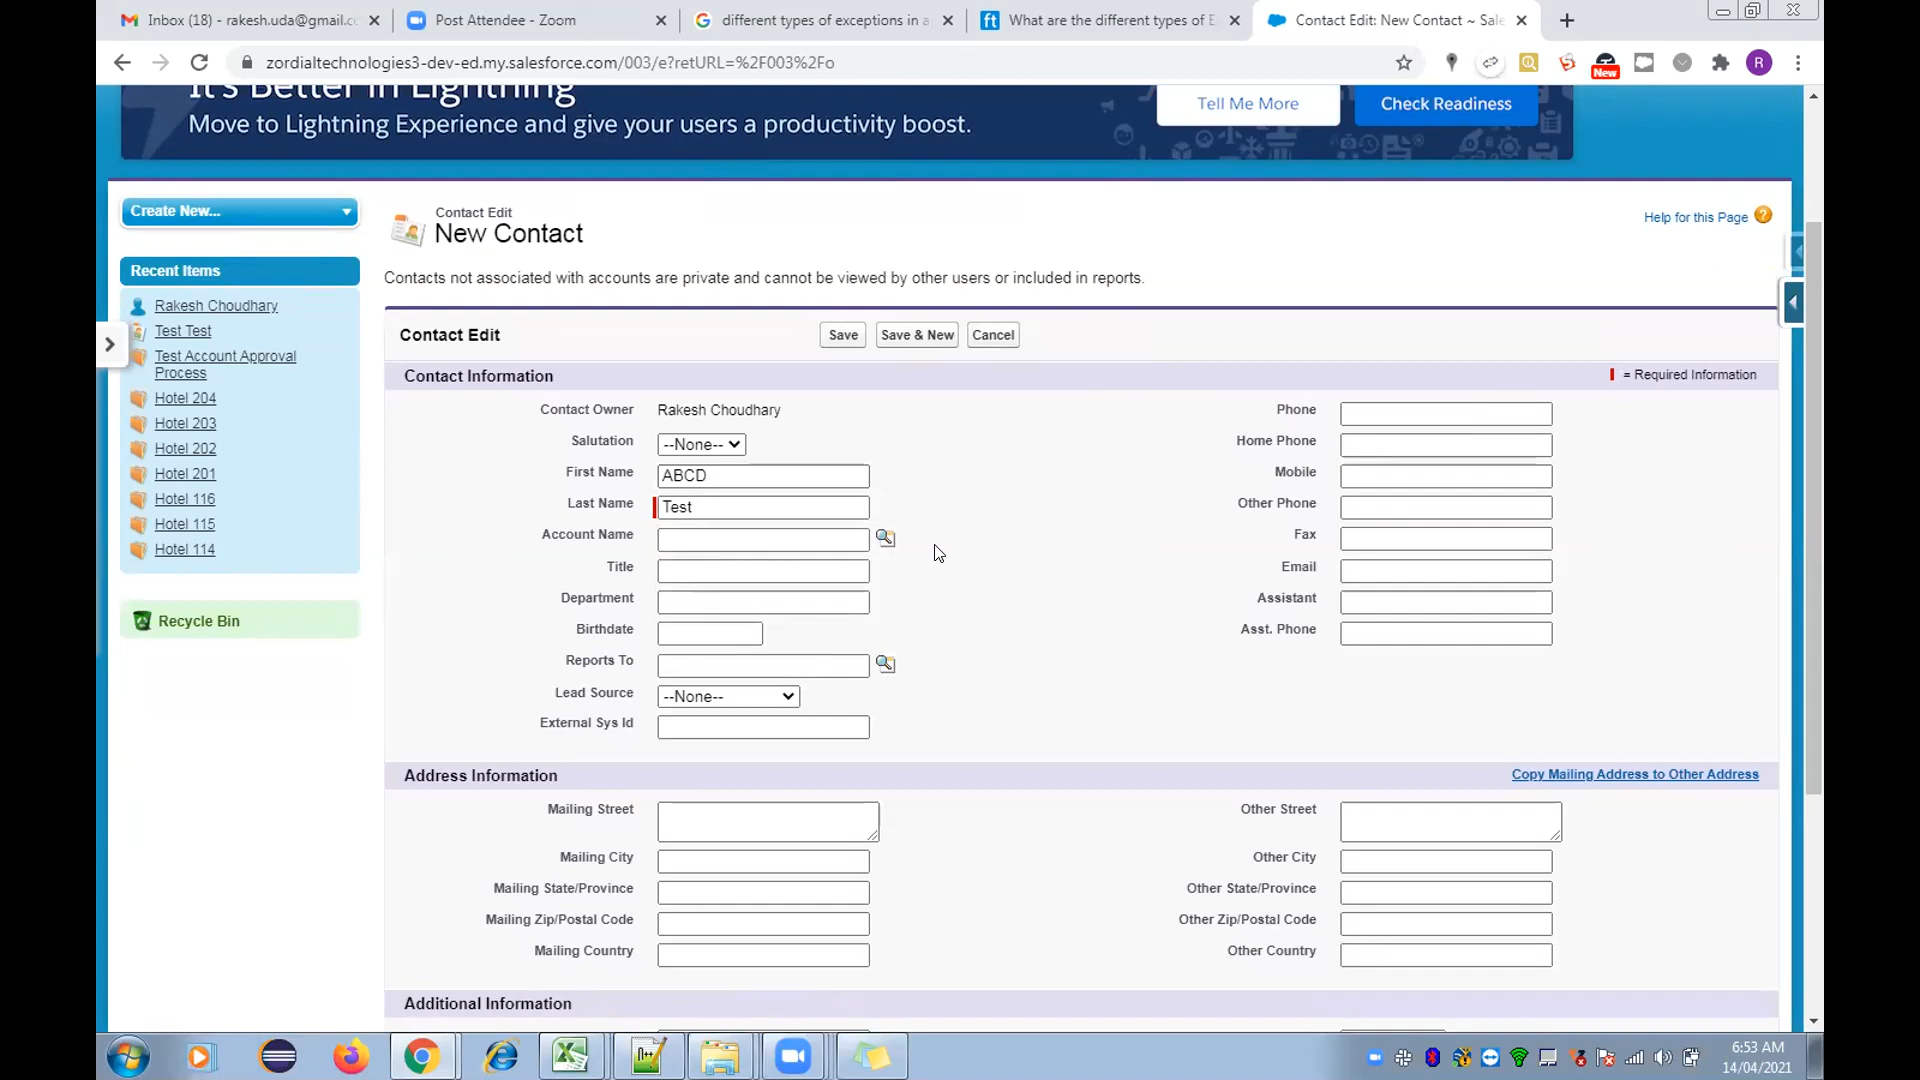 Inbox (18) - rakesh.uda@gmail.c
Post Attendee - Zoom
different types of exceptions in a
What are the different types of E
Contact Edit: New Contact ~ Sale
zordialtechnologies3-dev-ed.my.salesforce.com/003/e?retURL=%2F003%2Fo
New
R
It's Better in Lightning
Move to Lightning Experience and give your users a productivity boost.
Tell Me More
Check Readiness
Create New...
Contact Edit
New Contact
Help for this Page
Recent Items
Rakesh Choudhary
Test Test
Test Account Approval
Process
Hotel 204
Hotel 203
Hotel 202
Hotel 201
Hotel 116
Hotel 115
Hotel 114
Recycle Bin
Contacts not associated with accounts are private and cannot be viewed by other users or included in reports.
Contact Edit
Save
Save & New
Cancel
Contact Information
= Required Information
Contact Owner Rakesh Choudhary
Phone
Salutation --None--
Home Phone
First Name ABCD
Mobile
Last Name Test
Other Phone
Account Name
Fax
Title
Email
Department
Assistant
Birthdate
Asst. Phone
Reports To
Lead Source --None--
External Sys Id
Address Information
Copy Mailing Address to Other Address
Mailing Street
Other Street
Mailing City
Other City
Mailing State/Province
Other State/Province
Mailing Zip/Postal Code
Other Zip/Postal Code
Mailing Country
Other Country
Additional Information
6:53 AM
14/04/2021